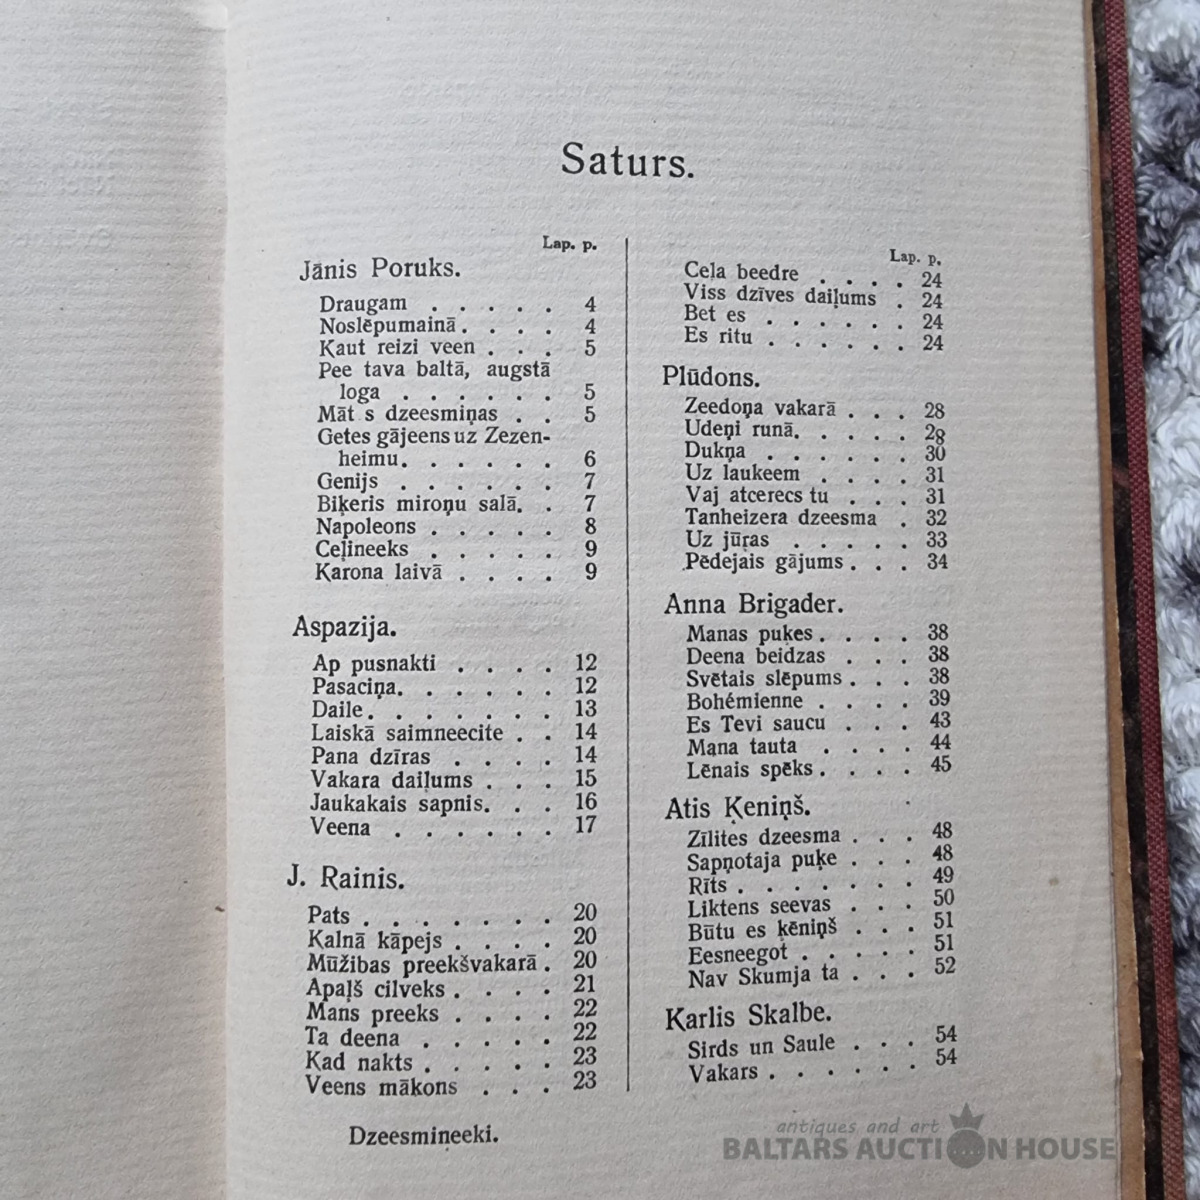 Saturs.
Lap. p.
Jānis Poruks.
Draugam . . . . . 4
Noslēpumainā . . . . 4
Kaut reizi veen . . . 5
Pee tava baltā, augstā
loga . . . . . . 5
Māt s dzeesmiņas . . 5
Getes gājeens uz Zezen-
heimu. . . . . . 6
Genijs . . . . . . 7
Biķeris miroņu salā. . 7
Napoleons . . . . . 8
Ceļineeks . . . . . 9
Karona laivā . . . . 9
Aspazija.
Ap pusnakti . . . . 12
Pasaciņa. . . . . . 12
Daile. . . . . . . 13
Laiskā saimneecite . . 14
Pana dzīras . . . . 14
Vakara daiļums . . . 15
Jaukakais sapnis. . . 16
Veena . . . . . . 17
J. Rainis.
Pats . . . . . . . 20
Kalnā kāpejs . . . . 20
Mūžibas preekšvakarā . 20
Apaļš cilveks . . . . 21
Mans preeks . . . . 22
Ta deena . . . . . 22
Kad nakts . . . . . 23
Veens mākons . . . 23
Dzeesmineeki.
Lap. p.
Ceļa beedre . . . . 24
Viss dzīves daiļums . 24
Bet es . . . . . . 24
Es ritu . . . . . . 24
Plūdons.
Zeedoņa vakarā . . . 28
Udeņi runā. . . . . 28
Dukņa . . . . . . 30
Uz laukeem . . . . 31
Vaj atcerecs tu . . . 31
Tanheizera dzeesma . 32
Uz jūŗas . . . . . 33
Pēdejais gājums . . . 34
Anna Brigader.
Manas puķes . . . . 38
Deena beidzas . . . 38
Svētais slēpums . . . 38
Bohémienne . . . . 39
Es Tevi saucu . . . 43
Mana tauta . . . . 44
Lēnais spēks . . . . 45
Atis Ķeniņš.
Zīlites dzeesma . . . 48
Sapņotaja puķe . . . 48
Rīts . . . . . . . 49
Liktens seevas . . . 50
Būtu es ķēniņš . . . 51
Eesneegot . . . . . 51
Nav Skumja ta . . . 52
Karlis Skalbe.
Sirds un Saule . . . 54
Vakars . . . . . . 54
antiques and art
BALTARS AUCTION HOUSE